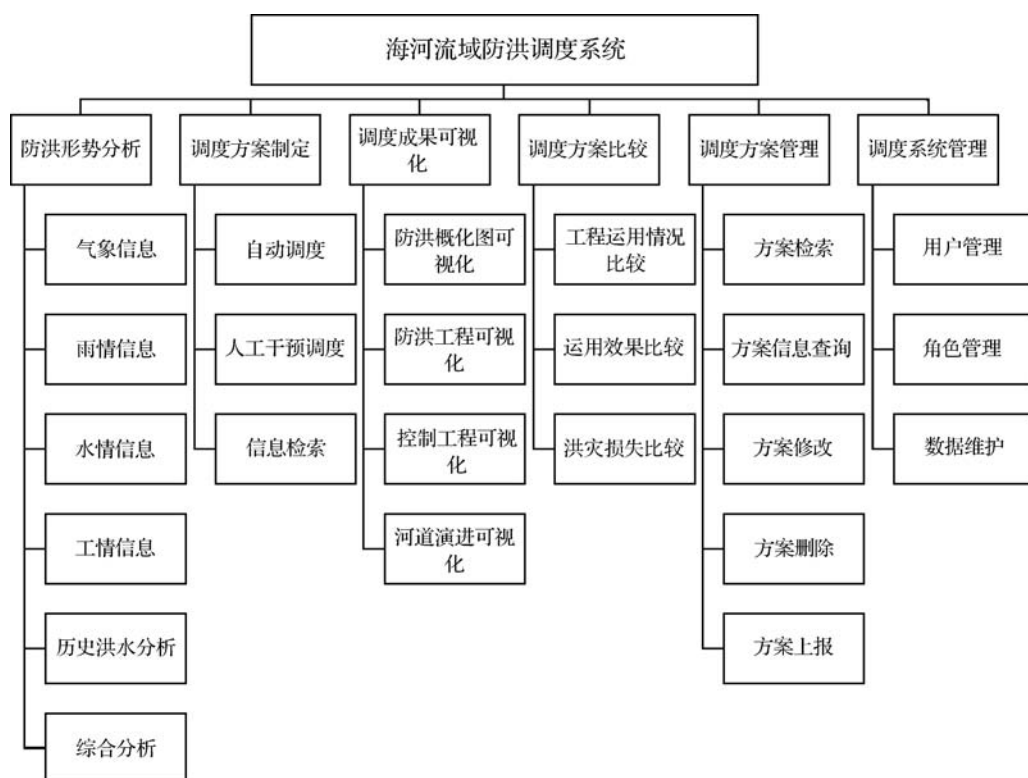 海河流域防洪调度系统
防洪形势分析
调度方案制定
调度成果可视
化
调度方案比较
调度方案管理
调度系统管理
气象信息
雨情信息
水情信息
工情信息
历史洪水分析
综合分析
自动调度
人工干预调度
信息检索
防洪概化图可
视化
防洪工程可视
化
控制工程可视
化
河道演进可视
化
工程运用情况
比较
运用效果比较
洪灾损失比较
方案检索
方案信息查询
方案修改
方案删除
方案上报
用户管理
角色管理
数据维护